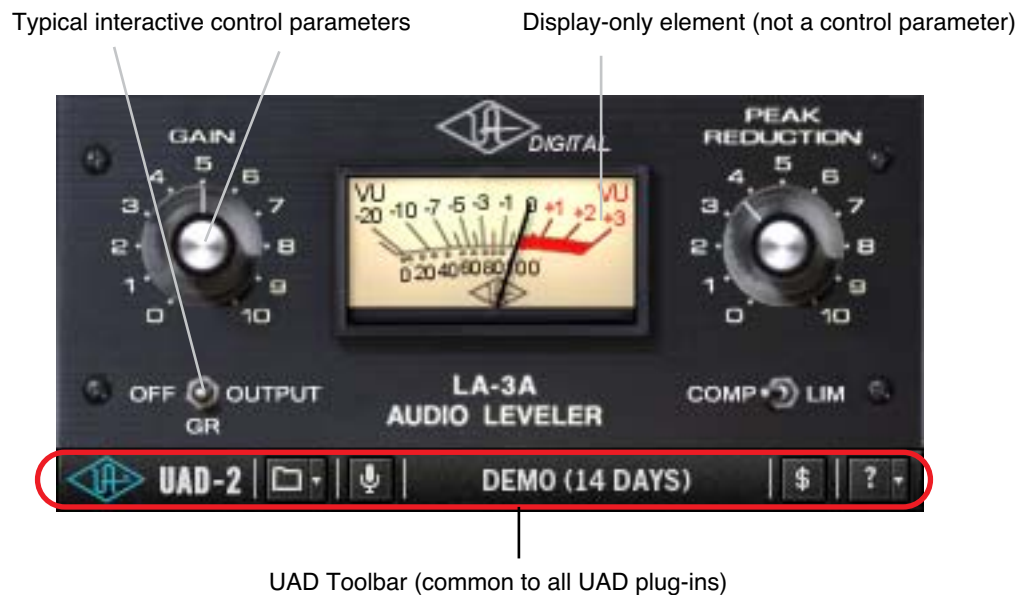 Typical interactive control parameters
Display-only element (not a control parameter)
GAIN
0 1 2 3 4 5 6 7 8 9 10
UA DIGITAL
VU VU
-20 -10 -7 -5 -3 -1 0 +1 +2 +3
0 20 40 60 80 100
UA
PEAK
REDUCTION
0 1 2 3 4 5 6 7 8 9 10
OFF OUTPUT
GR
LA-3A
AUDIO LEVELER
COMP LIM
UA UAD-2 DEMO (14 DAYS) $ ?
UAD Toolbar (common to all UAD plug-ins)